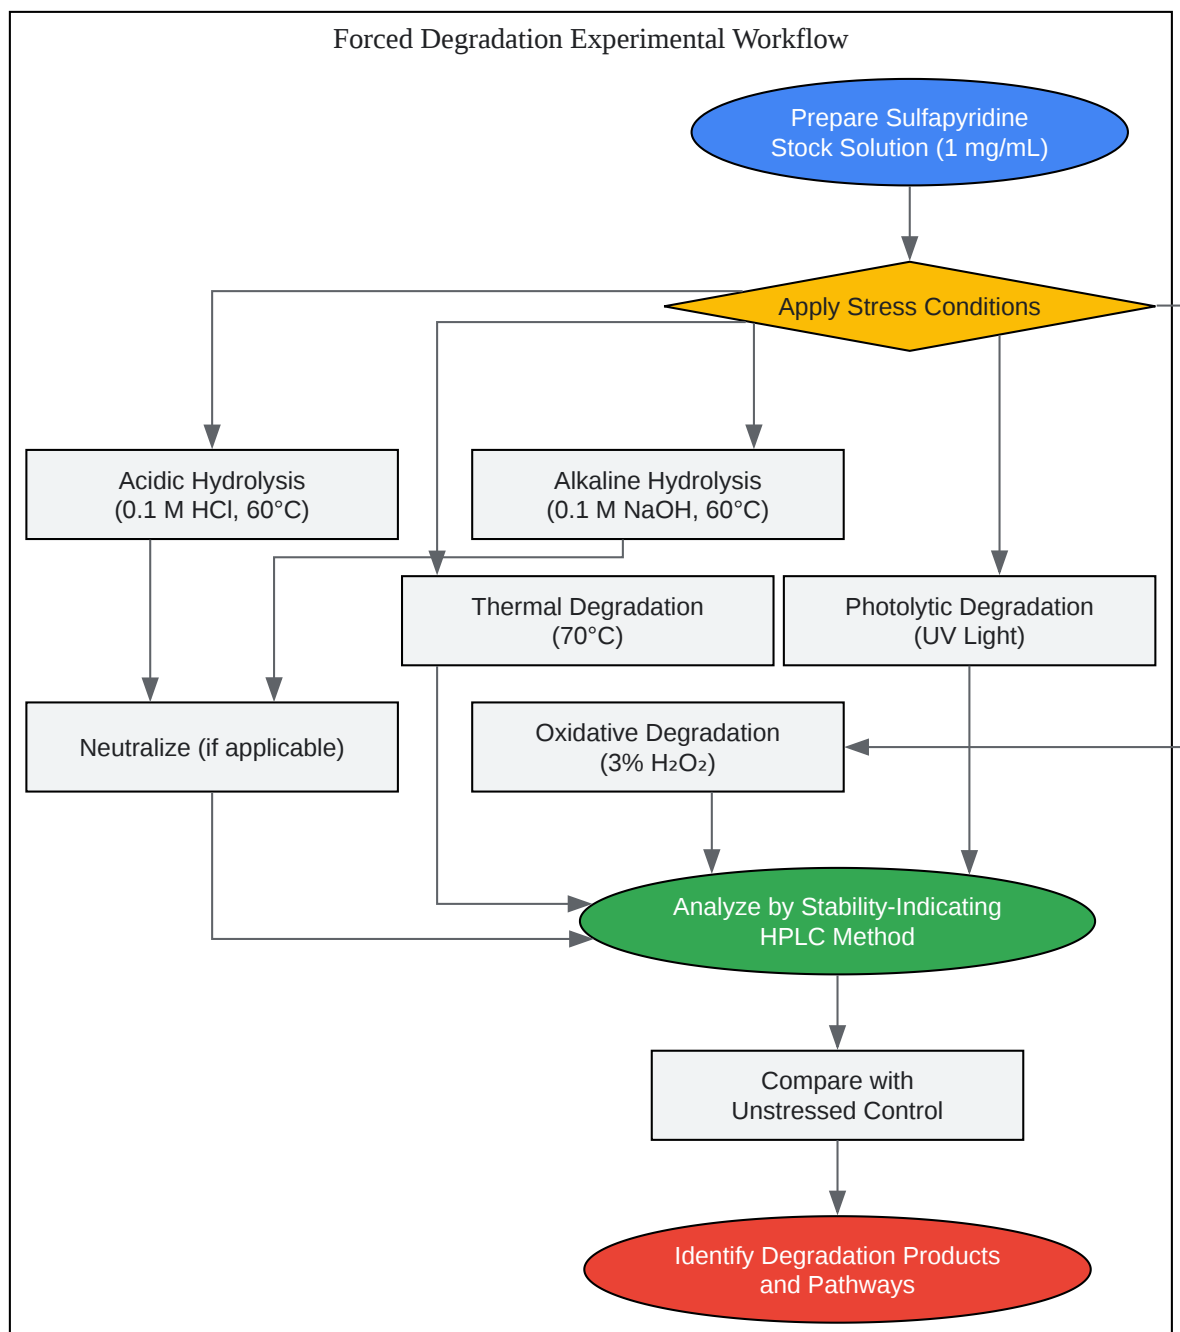 Forced Degradation Experimental Workflow
Prepare Sulfapyridine
Stock Solution (1 mg/mL)
Apply Stress Conditions
Acidic Hydrolysis
(0.1 M HCl, 60°C)
Alkaline Hydrolysis
(0.1 M NaOH, 60°C)
Thermal Degradation
(70°C)
Photolytic Degradation
(UV Light)
Neutralize (if applicable)
Oxidative Degradation
(3% H₂O₂)
Analyze by Stability-Indicating
HPLC Method
Compare with
Unstressed Control
Identify Degradation Products
and Pathways